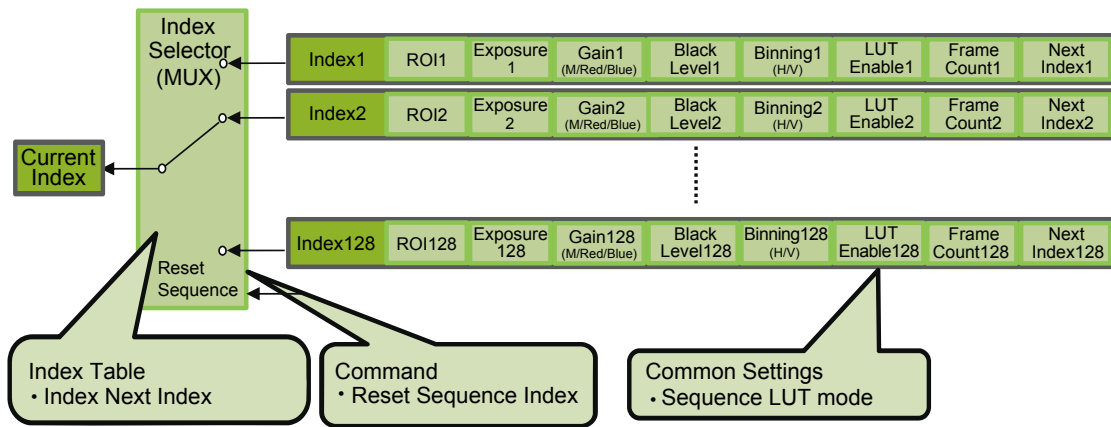 Index
Selector
(MUX)
Index1 ROI1 Exposure 1 Gain1 (M/Red/Blue) Black Level1 Binning1 (H/V) LUT Enable1 Frame Count1 Next Index1
Index2 ROI2 Exposure 2 Gain2 (M/Red/Blue) Black Level2 Binning2 (H/V) LUT Enable2 Frame Count2 Next Index2
Current
Index
Index128 ROI128 Exposure 128 Gain128 (M/Red/Blue) Black Level128 Binning128 (H/V) LUT Enable128 Frame Count128 Next Index128
Reset
Sequence
Index Table
・Index Next Index
Command
・Reset Sequence Index
Common Settings
・Sequence LUT mode